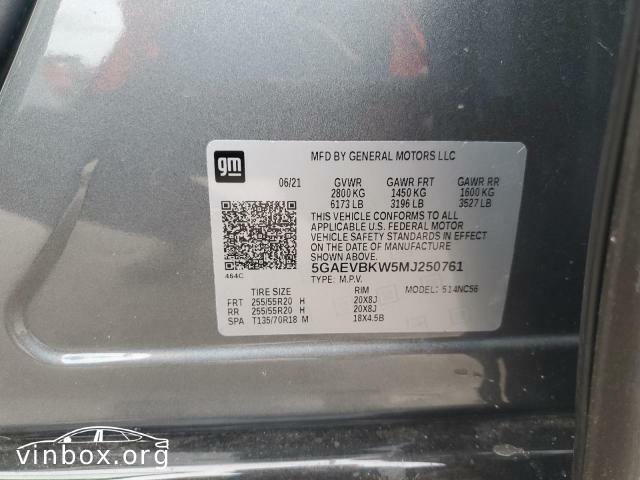 gm
MFD BY GENERAL MOTORS LLC
06/21 GVWR GAWR FRT GAWR RR
2800 KG 1450 KG 1600 KG
6173 LB 3196 LB 3527 LB
THIS VEHICLE CONFORMS TO ALL
APPLICABLE U.S. FEDERAL MOTOR
VEHICLE SAFETY STANDARDS IN EFFECT
ON THE DATE OF MANUFACTURE
SHOWN ABOVE.
5GAEVBKW5MJ250761
464C
TYPE: M.P.V. MODEL: 514NC56
TIRE SIZE RIM
FRT 255/55R20 H 20X8J
RR 255/55R20 H 20X8J
SPA T135/70R18 M 18X4.5B
vinbox.org